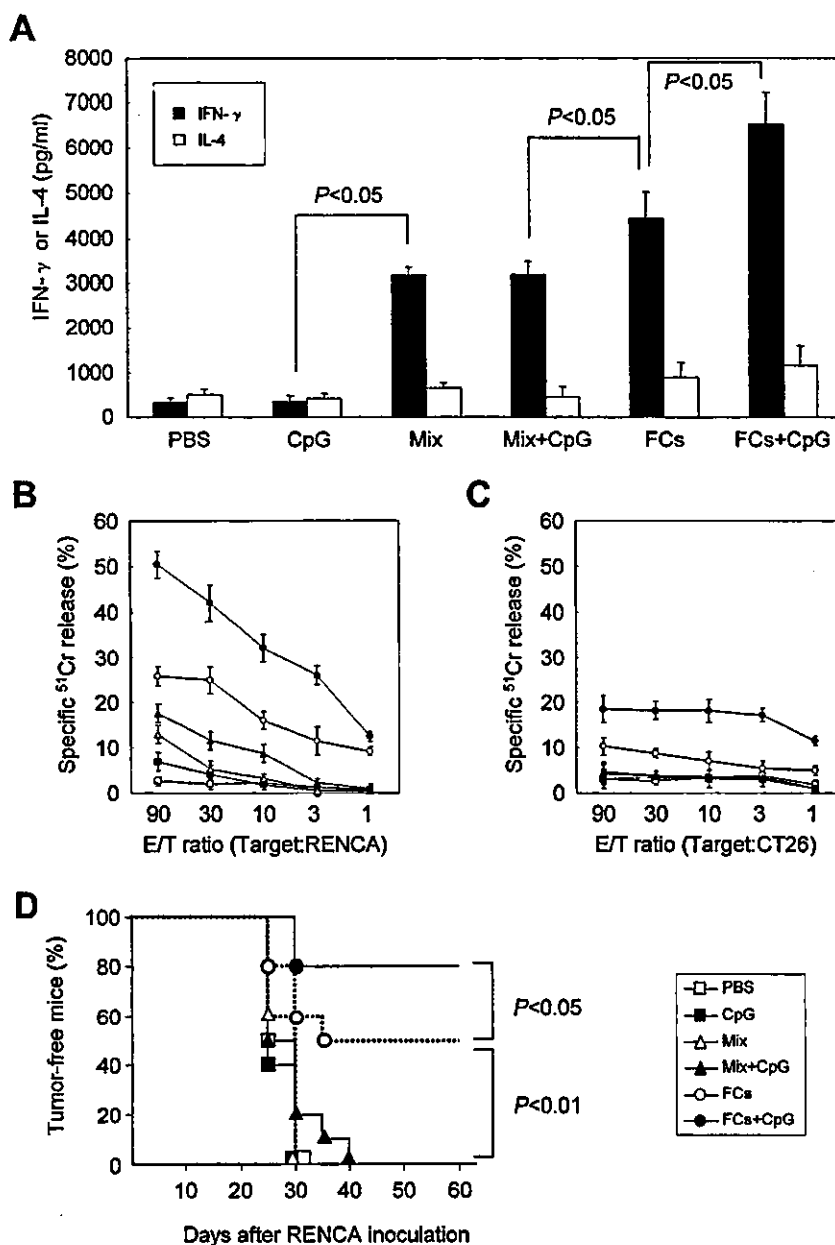 A
8000
7000
6000
5000
4000
3000
2000
1000
0
IFN-γ or IL-4 (pg/ml)
IFN-γ
IL-4
P<0.05
P<0.05
P<0.05
PBS CpG Mix Mix+CpG FCs FCs+CpG
B
60
50
40
30
20
10
0
Specific ⁵¹Cr release (%)
90 30 10 3 1
E/T ratio (Target:RENCA)
C
60
50
40
30
20
10
0
Specific ⁵¹Cr release (%)
90 30 10 3 1
E/T ratio (Target:CT26)
D
100
80
60
40
20
0
Tumor-free mice (%)
10 20 30 40 50 60
Days after RENCA inoculation
P<0.05
P<0.01
PBS
CpG
Mix
Mix+CpG
FCs
FCs+CpG